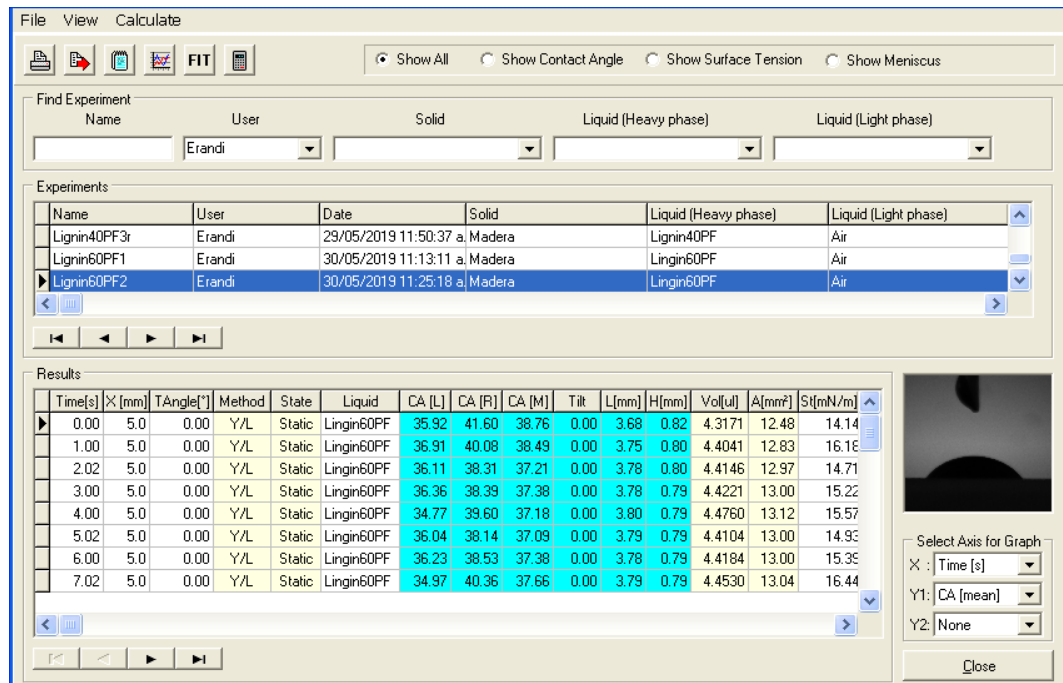 File View Calculate
FIT Show All Show Contact Angle Show Surface Tension Show Meniscus
Find Experiment
Name User Solid Liquid (Heavy phase) Liquid (Light phase)
Erandi
Experiments
Name User Date Solid Liquid (Heavy phase) Liquid (Light phase)
Lignin40PF3r Erandi 29/05/2019 11:50:37 a. Madera Lignin40PF Air
Lignin60PF1 Erandi 30/05/2019 11:13:11 a. Madera Lingin60PF Air
Lignin60PF2 Erandi 30/05/2019 11:25:18 a. Madera Lingin60PF Air
Results
Time[s] X [mm] TAngle[°] Method State Liquid CA [L] CA [R] CA [M] Tilt L[mm] H[mm] Vol[ul] A[mm²] St[mN/m]
0.00 5.0 0.00 Y/L Static Lingin60PF 35.92 41.60 38.76 0.00 3.68 0.82 4.3171 12.48 14.14
1.00 5.0 0.00 Y/L Static Lingin60PF 36.91 40.08 38.49 0.00 3.75 0.80 4.4041 12.83 16.18
2.02 5.0 0.00 Y/L Static Lingin60PF 36.11 38.31 37.21 0.00 3.78 0.80 4.4146 12.97 14.71
3.00 5.0 0.00 Y/L Static Lingin60PF 36.36 38.39 37.38 0.00 3.78 0.79 4.4221 13.00 15.22
4.00 5.0 0.00 Y/L Static Lingin60PF 34.77 39.60 37.18 0.00 3.80 0.79 4.4760 13.12 15.57
5.02 5.0 0.00 Y/L Static Lingin60PF 36.04 38.14 37.09 0.00 3.79 0.79 4.4104 13.00 14.93
6.00 5.0 0.00 Y/L Static Lingin60PF 36.23 38.53 37.38 0.00 3.78 0.79 4.4184 13.00 15.39
7.02 5.0 0.00 Y/L Static Lingin60PF 34.97 40.36 37.66 0.00 3.79 0.79 4.4530 13.04 16.44
Select Axis for Graph
X : Time [s]
Y1: CA [mean]
Y2: None
Close